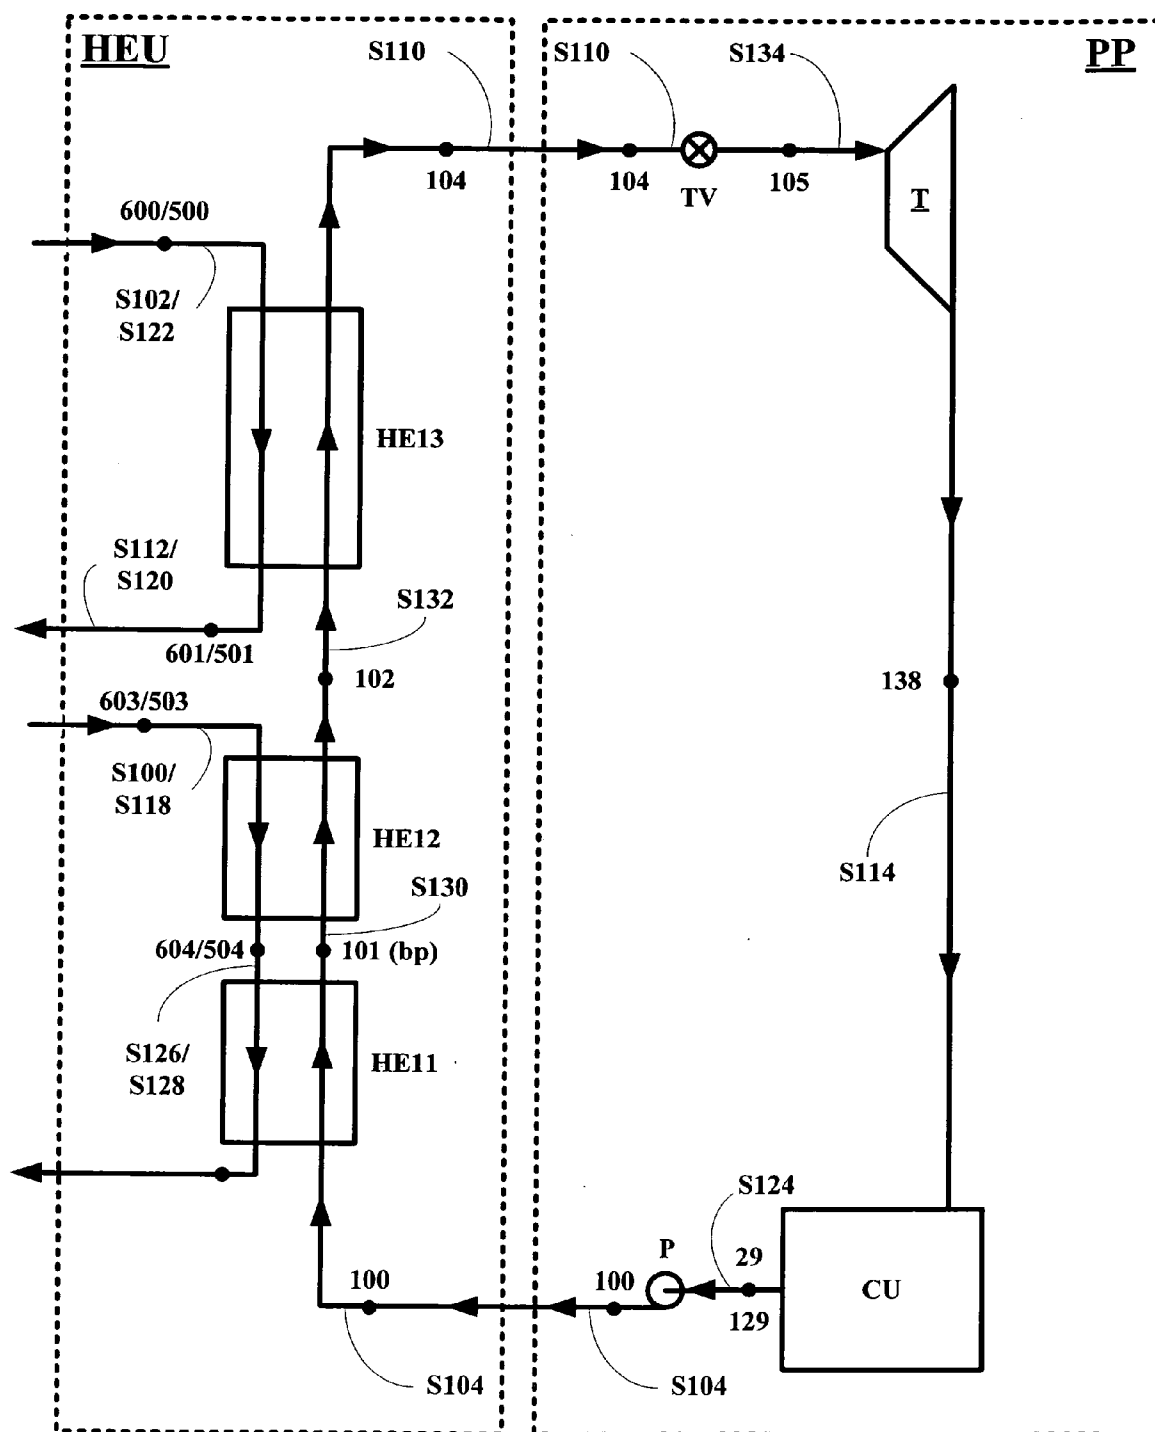 HEU
PP
S110
S110
S134
104
104
TV
105
T
600/500
S102/
S122
HE13
S112/
S120
S132
601/501
102
138
603/503
S100/
S118
HE12
S114
S130
604/504
101 (bp)
S126/
S128
HE11
S124
P
29
100
100
CU
129
S104
S104